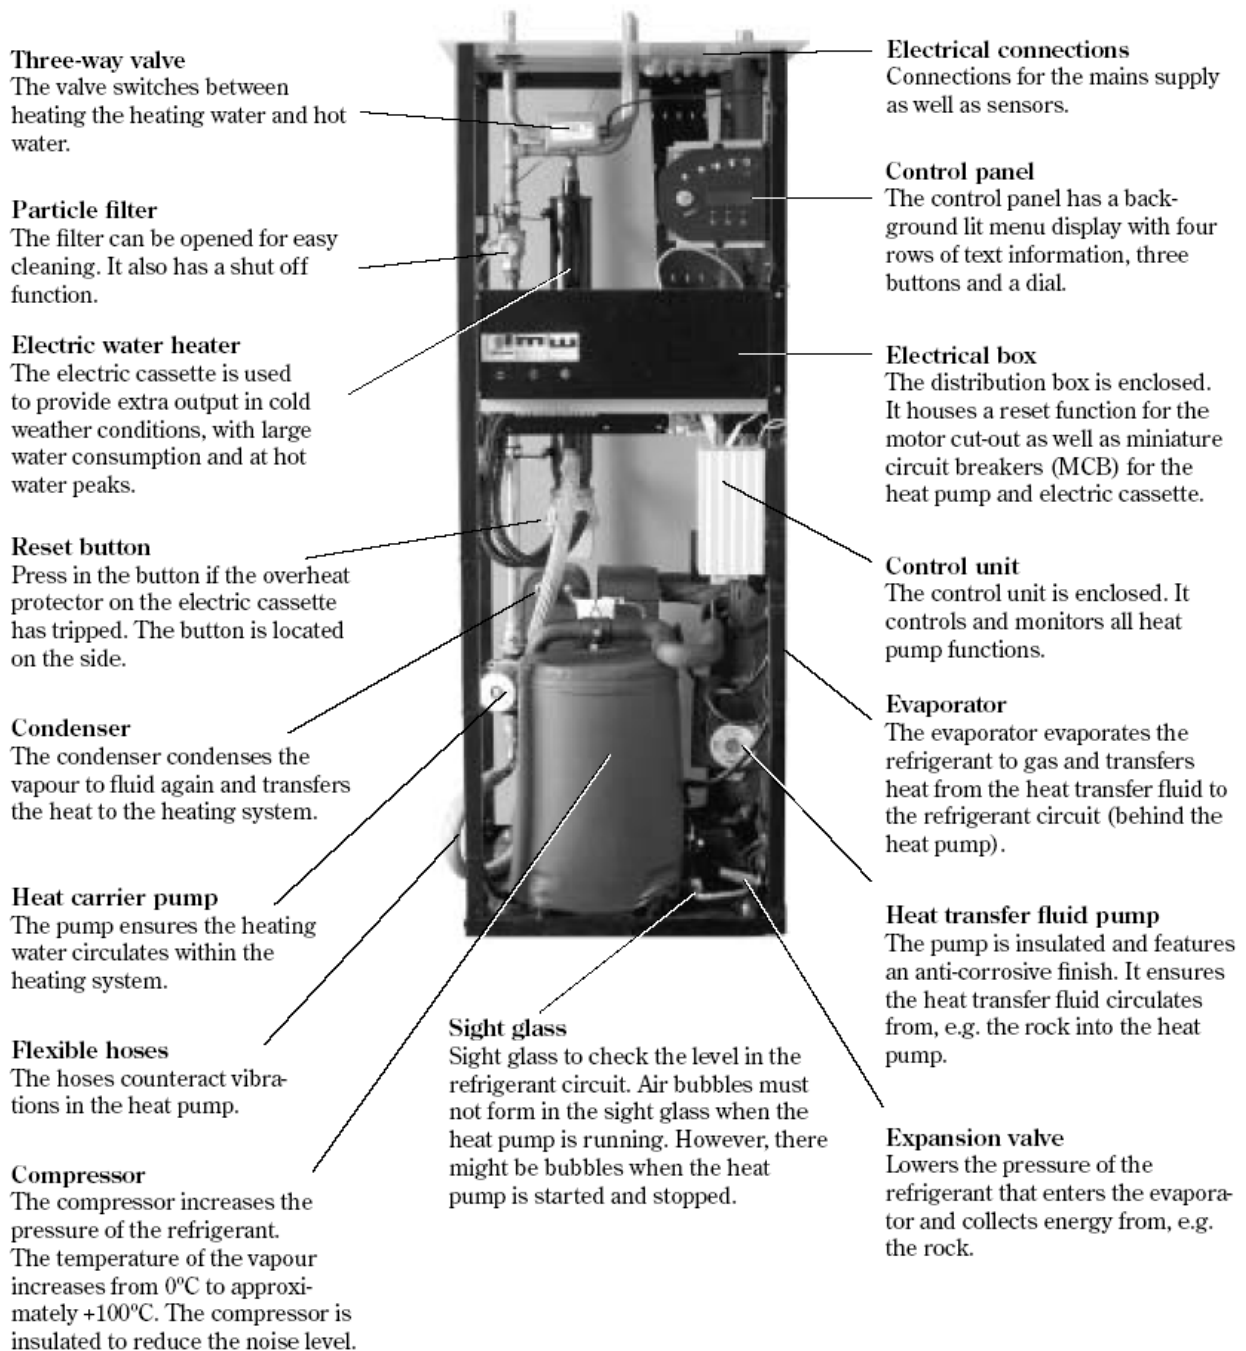 Three-way valve
The valve switches between
heating the heating water and hot
water.
Particle filter
The filter can be opened for easy
cleaning. It also has a shut off
function.
Electric water heater
The electric cassette is used
to provide extra output in cold
weather conditions, with large
water consumption and at hot
water peaks.
Reset button
Press in the button if the overheat
protector on the electric cassette
has tripped. The button is located
on the side.
Condenser
The condenser condenses the
vapour to fluid again and transfers
the heat to the heating system.
Heat carrier pump
The pump ensures the heating
water circulates within the
heating system.
Flexible hoses
The hoses counteract vibra-
tions in the heat pump.
Compressor
The compressor increases the
pressure of the refrigerant.
The temperature of the vapour
increases from 0°C to approxi-
mately +100°C. The compressor is
insulated to reduce the noise level.
Sight glass
Sight glass to check the level in the
refrigerant circuit. Air bubbles must
not form in the sight glass when the
heat pump is running. However, there
might be bubbles when the heat
pump is started and stopped.
Electrical connections
Connections for the mains supply
as well as sensors.
Control panel
The control panel has a back-
ground lit menu display with four
rows of text information, three
buttons and a dial.
Electrical box
The distribution box is enclosed.
It houses a reset function for the
motor cut-out as well as miniature
circuit breakers (MCB) for the
heat pump and electric cassette.
Control unit
The control unit is enclosed. It
controls and monitors all heat
pump functions.
Evaporator
The evaporator evaporates the
refrigerant to gas and transfers
heat from the heat transfer fluid to
the refrigerant circuit (behind the
heat pump).
Heat transfer fluid pump
The pump is insulated and features
an anti-corrosive finish. It ensures
the heat transfer fluid circulates
from, e.g. the rock into the heat
pump.
Expansion valve
Lowers the pressure of the
refrigerant that enters the evapora-
tor and collects energy from, e.g.
the rock.